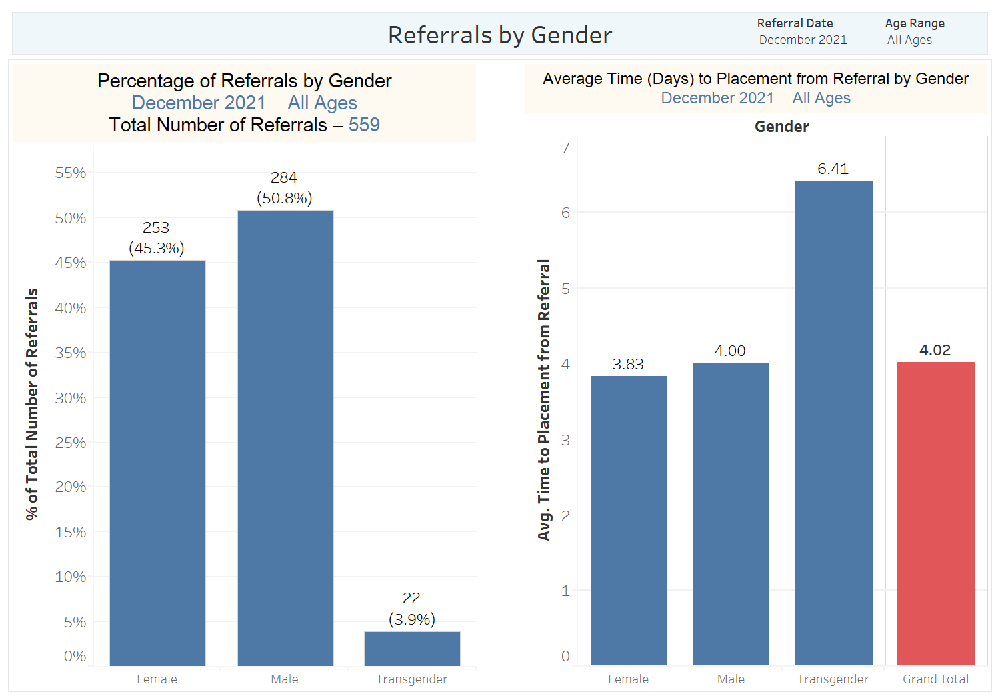 Referrals by Gender
Referral Date
December 2021
Age Range
All Ages
Percentage of Referrals by Gender
December 2021 All Ages
Total Number of Referrals – 559
% of Total Number of Referrals
55%
50%
45%
40%
35%
30%
25%
20%
15%
10%
5%
0%
253
(45.3%)
284
(50.8%)
22
(3.9%)
Female
Male
Transgender
Average Time (Days) to Placement from Referral by Gender
December 2021 All Ages
Gender
Avg. Time to Placement from Referral
7
6
5
4
3
2
1
0
3.83
4.00
6.41
4.02
Female
Male
Transgender
Grand Total